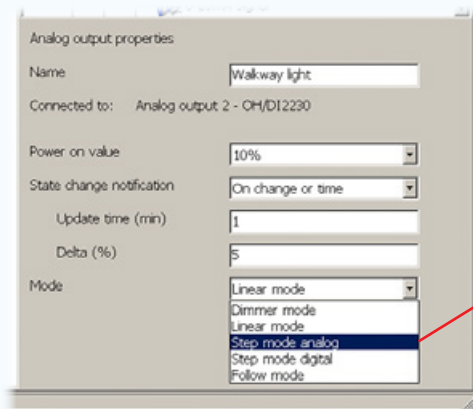 Analog output properties
Name Walkway light
Connected to: Analog output 2 - OH/DI2230
Power on value 10%
State change notification On change or time
Update time (min) 1
Delta (%) 5
Mode Linear mode
Dimmer mode
Linear mode
Step mode analog
Step mode digital
Follow mode